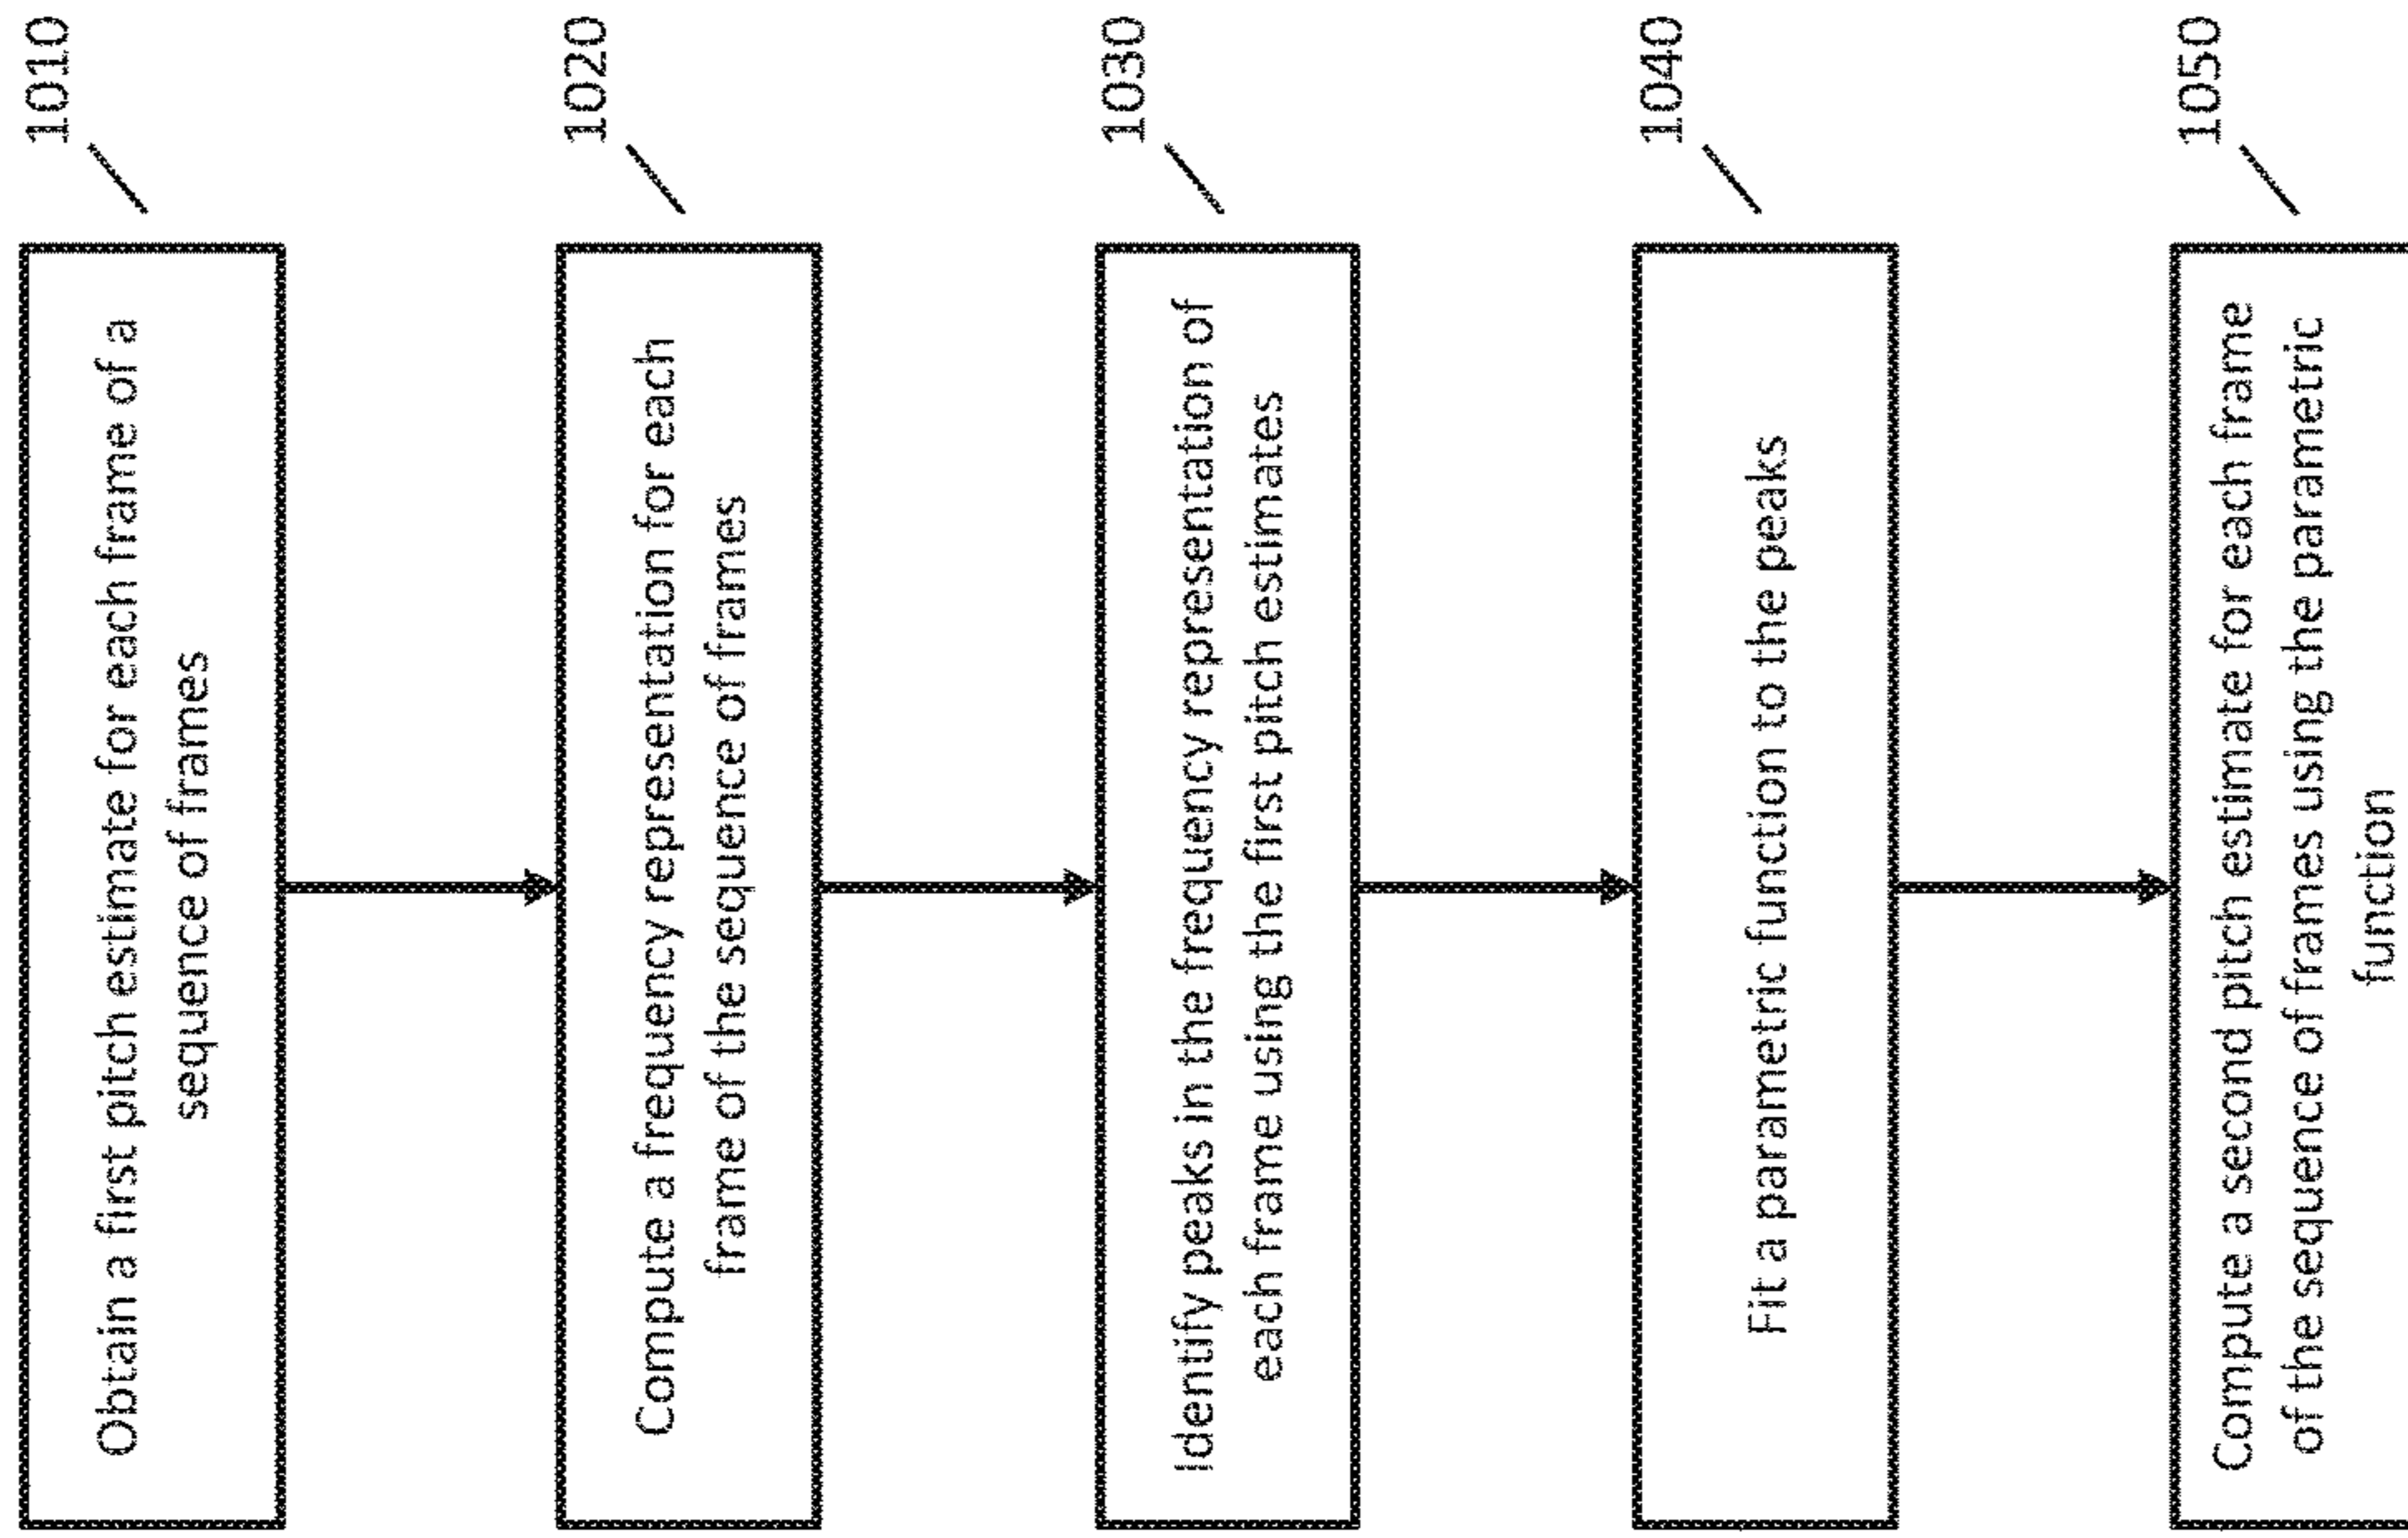 1010
Obtain a first pitch estimate for each frame of a
sequence of frames
1020
Compute a frequency representation for each
frame of the sequence of frames
1030
Identify peaks in the frequency representation of
each frame using the first pitch estimates
1040
Fit a parametric function to the peaks
1050
Compute a second pitch estimate for each frame
of the sequence of frames using the parametric
function